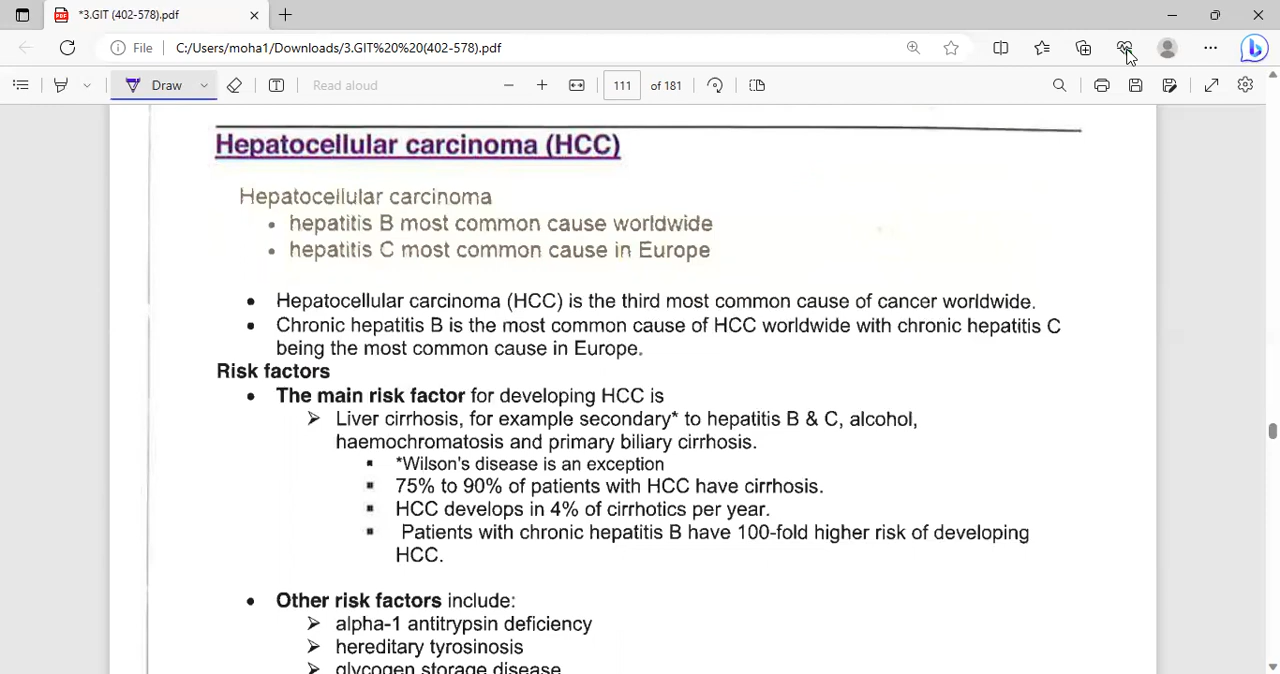 *3.GIT (402-578).pdf
File C:/Users/moha1/Downloads/3.GIT%20%20(402-578).pdf
Draw Read aloud 111 of 181
Hepatocellular carcinoma (HCC)
Hepatocellular carcinoma
• hepatitis B most common cause worldwide
• hepatitis C most common cause in Europe
• Hepatocellular carcinoma (HCC) is the third most common cause of cancer worldwide.
• Chronic hepatitis B is the most common cause of HCC worldwide with chronic hepatitis C
being the most common cause in Europe.
Risk factors
• The main risk factor for developing HCC is
➢ Liver cirrhosis, for example secondary* to hepatitis B & C, alcohol,
haemochromatosis and primary biliary cirrhosis.
▪ *Wilson's disease is an exception
▪ 75% to 90% of patients with HCC have cirrhosis.
▪ HCC develops in 4% of cirrhotics per year.
▪ Patients with chronic hepatitis B have 100-fold higher risk of developing
HCC.
• Other risk factors include:
➢ alpha-1 antitrypsin deficiency
➢ hereditary tyrosinosis
➢ glycogen storage disease